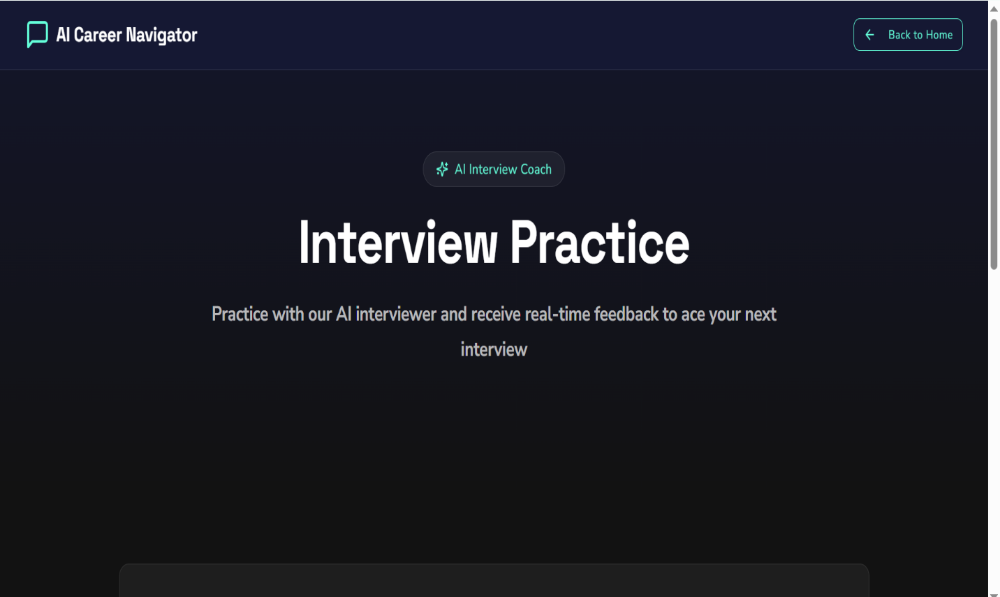 AI Career Navigator
Back to Home
AI Interview Coach
Interview Practice
Practice with our AI interviewer and receive real-time feedback to ace your next
interview